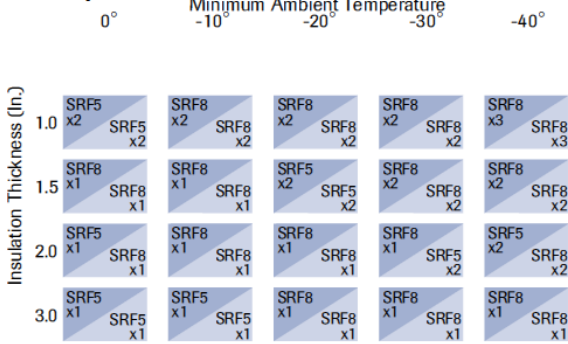 Minimum Ambient Temperature
0° -10° -20° -30° -40°
Insulation Thickness (In.)
1.0 SRF5 x2 SRF5 x2 SRF8 x2 SRF8 x2 SRF8 x2 SRF8 x2 SRF8 x2 SRF8 x2 SRF8 x3 SRF8 x3
1.5 SRF8 x1 SRF8 x1 SRF8 x1 SRF8 x1 SRF5 x2 SRF5 x2 SRF8 x2 SRF8 x2 SRF8 x2 SRF8 x2
2.0 SRF5 x1 SRF8 x1 SRF8 x1 SRF8 x1 SRF8 x1 SRF8 x1 SRF8 x1 SRF5 x2 SRF5 x2 SRF8 x2
3.0 SRF5 x1 SRF5 x1 SRF5 x1 SRF5 x1 SRF8 x1 SRF8 x1 SRF8 x1 SRF8 x1 SRF8 x1 SRF8 x1